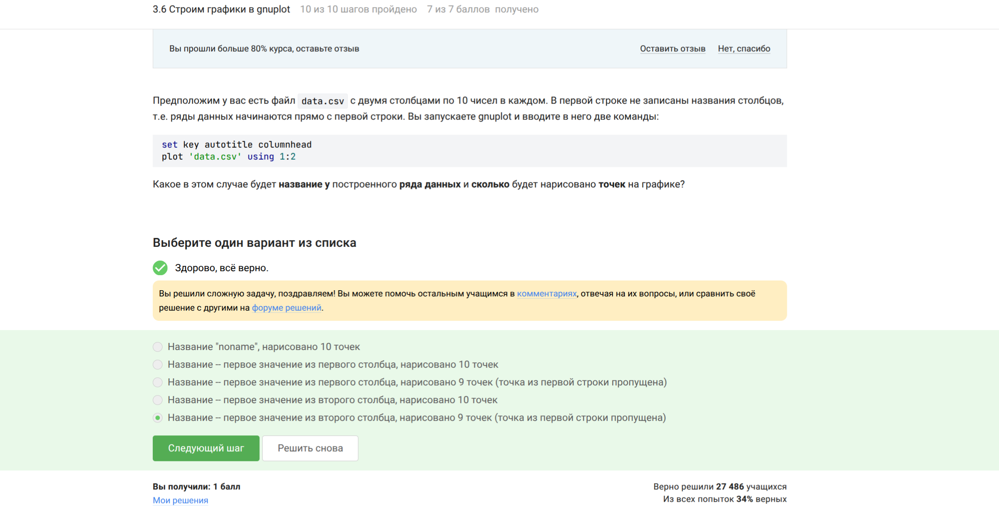 3.6 Строим графики в gnuplot 10 из 10 шагов пройдено 7 из 7 баллов получено
Вы прошли больше 80% курса, оставьте отзыв Оставить отзыв Нет, спасибо
Предположим у вас есть файл data.csv с двумя столбцами по 10 чисел в каждом. В первой строке не записаны названия столбцов,
т.е. ряды данных начинаются прямо с первой строки. Вы запускаете gnuplot и вводите в него две команды:
set key autotitle columnhead
plot 'data.csv' using 1:2
Какое в этом случае будет название у построенного ряда данных и сколько будет нарисовано точек на графике?
Выберите один вариант из списка
Здорово, всё верно.
Вы решили сложную задачу, поздравляем! Вы можете помочь остальным учащимся в комментариях, отвечая на их вопросы, или сравнить своё
решение с другими на форуме решений.
Название "noname", нарисовано 10 точек
Название -- первое значение из первого столбца, нарисовано 10 точек
Название -- первое значение из первого столбца, нарисовано 9 точек (точка из первой строки пропущена)
Название -- первое значение из второго столбца, нарисовано 10 точек
Название -- первое значение из второго столбца, нарисовано 9 точек (точка из первой строки пропущена)
Следующий шаг Решить снова
Вы получили: 1 балл Верно решили 27 486 учащихся
Мои решения Из всех попыток 34% верных